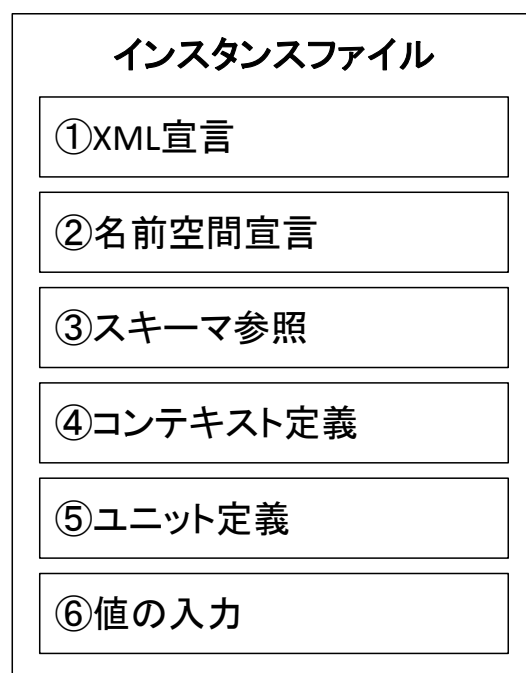 インスタンスファイル
①XML宣言
②名前空間宣言
③スキーマ参照
④コンテキスト定義
⑤ユニット定義
⑥値の入力